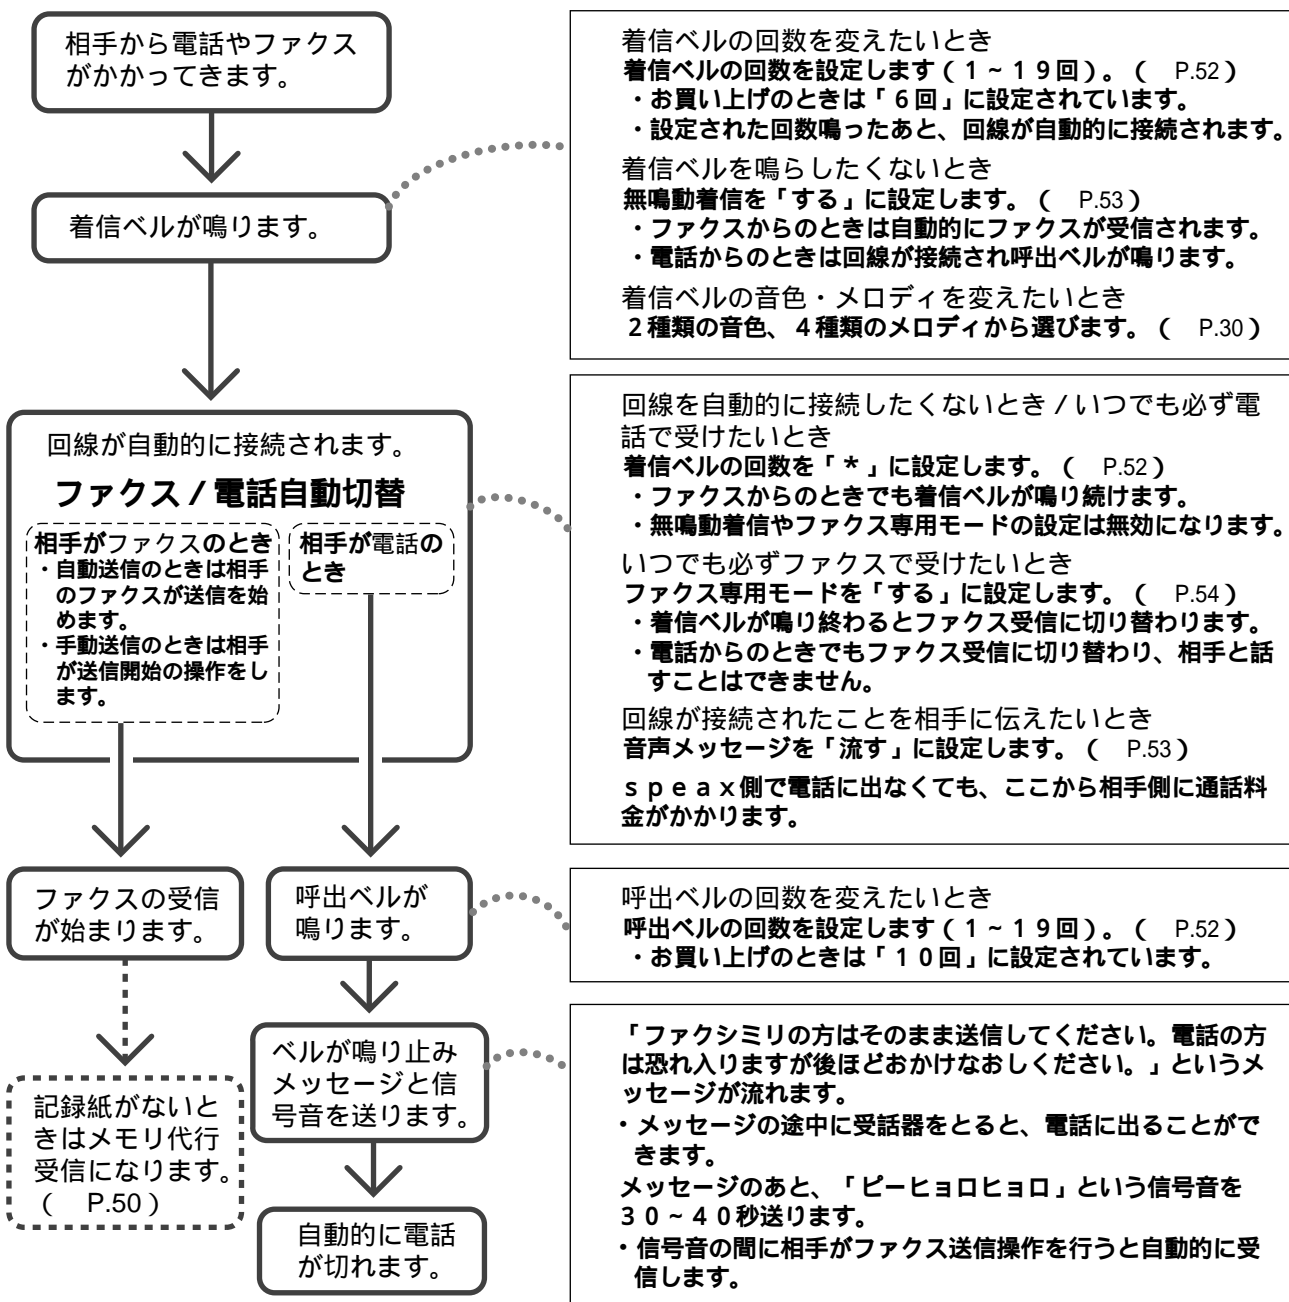 相手から電話やファクス
がかかってきます。
着信ベルが鳴ります。
着信ベルの回数を変えたいとき
着信ベルの回数を設定します(1~19回)。( P.52)
・お買い上げのときは「6回」に設定されています。
・設定された回数鳴ったあと、回線が自動的に接続されます。
着信ベルを鳴らしたくないとき
無鳴動着信を「する」に設定します。( P.53)
・ファクスからのときは自動的にファクスが受信されます。
・電話からのときは回線が接続され呼出ベルが鳴ります。
着信ベルの音色・メロディを変えたいとき
2種類の音色、4種類のメロディから選びます。( P.30)
回線が自動的に接続されます。
ファクス/電話自動切替
相手がファクスのとき
・自動送信のときは相手
のファクスが送信を始
めます。
・手動送信のときは相手
が送信開始の操作をし
ます。
相手が電話の
とき
回線を自動的に接続したくないとき/いつでも必ず電
話で受けたいとき
着信ベルの回数を「*」に設定します。( P.52)
・ファクスからのときでも着信ベルが鳴り続けます。
・無鳴動着信やファクス専用モードの設定は無効になります。
いつでも必ずファクスで受けたいとき
ファクス専用モードを「する」に設定します。( P.54)
・着信ベルが鳴り終わるとファクス受信に切り替わります。
・電話からのときでもファクス受信に切り替わり、相手と話
すことはできません。
回線が接続されたことを相手に伝えたいとき
音声メッセージを「流す」に設定します。( P.53)
speax側で電話に出なくても、ここから相手側に通話料
金がかかります。
ファクスの受信
が始まります。
記録紙がないと
きはメモリ代行
受信になります。
( P.50)
呼出ベルが
鳴ります。
呼出ベルの回数を変えたいとき
呼出ベルの回数を設定します(1~19回)。( P.52)
・お買い上げのときは「10回」に設定されています。
ベルが鳴り止み
メッセージと信
号音を送ります。
自動的に電話
が切れます。
「ファクシミリの方はそのまま送信してください。電話の方
は恐れ入りますが後ほどおかけなおしください。」というメ
ッセージが流れます。
・メッセージの途中に受話器をとると、電話に出ることがで
きます。
メッセージのあと、「ピーヒョロヒョロ」という信号音を
30~40秒送ります。
・信号音の間に相手がファクス送信操作を行うと自動的に受
信します。